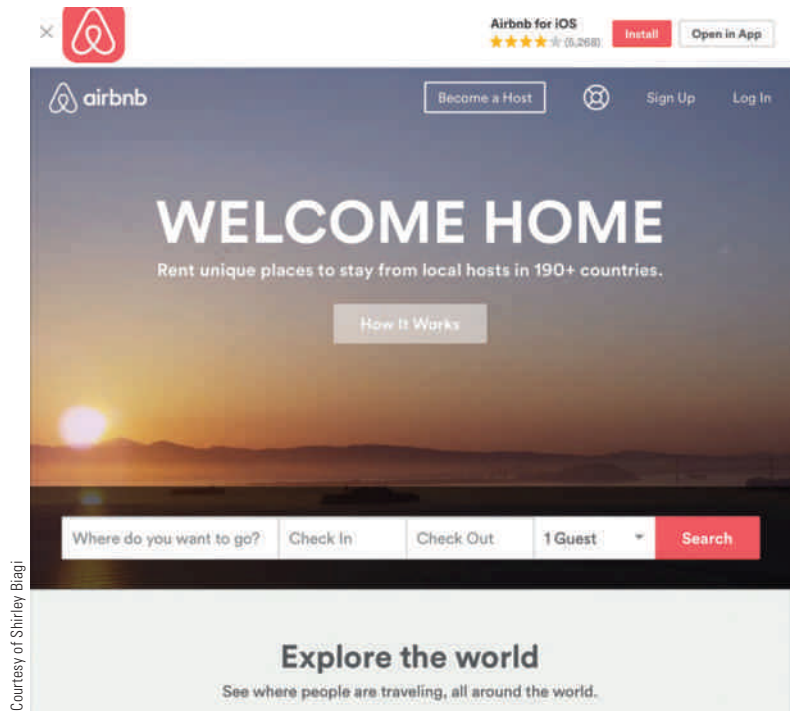 Airbnb for iOS
(6,268)
Install
Open in App
airbnb
Become a Host
Sign Up
Log In
WELCOME HOME
Rent unique places to stay from local hosts in 190+ countries.
How It Works
Where do you want to go?
Check In
Check Out
1 Guest
Search
Explore the world
See where people are traveling, all around the world.
Courtesy of Shirley Biagi